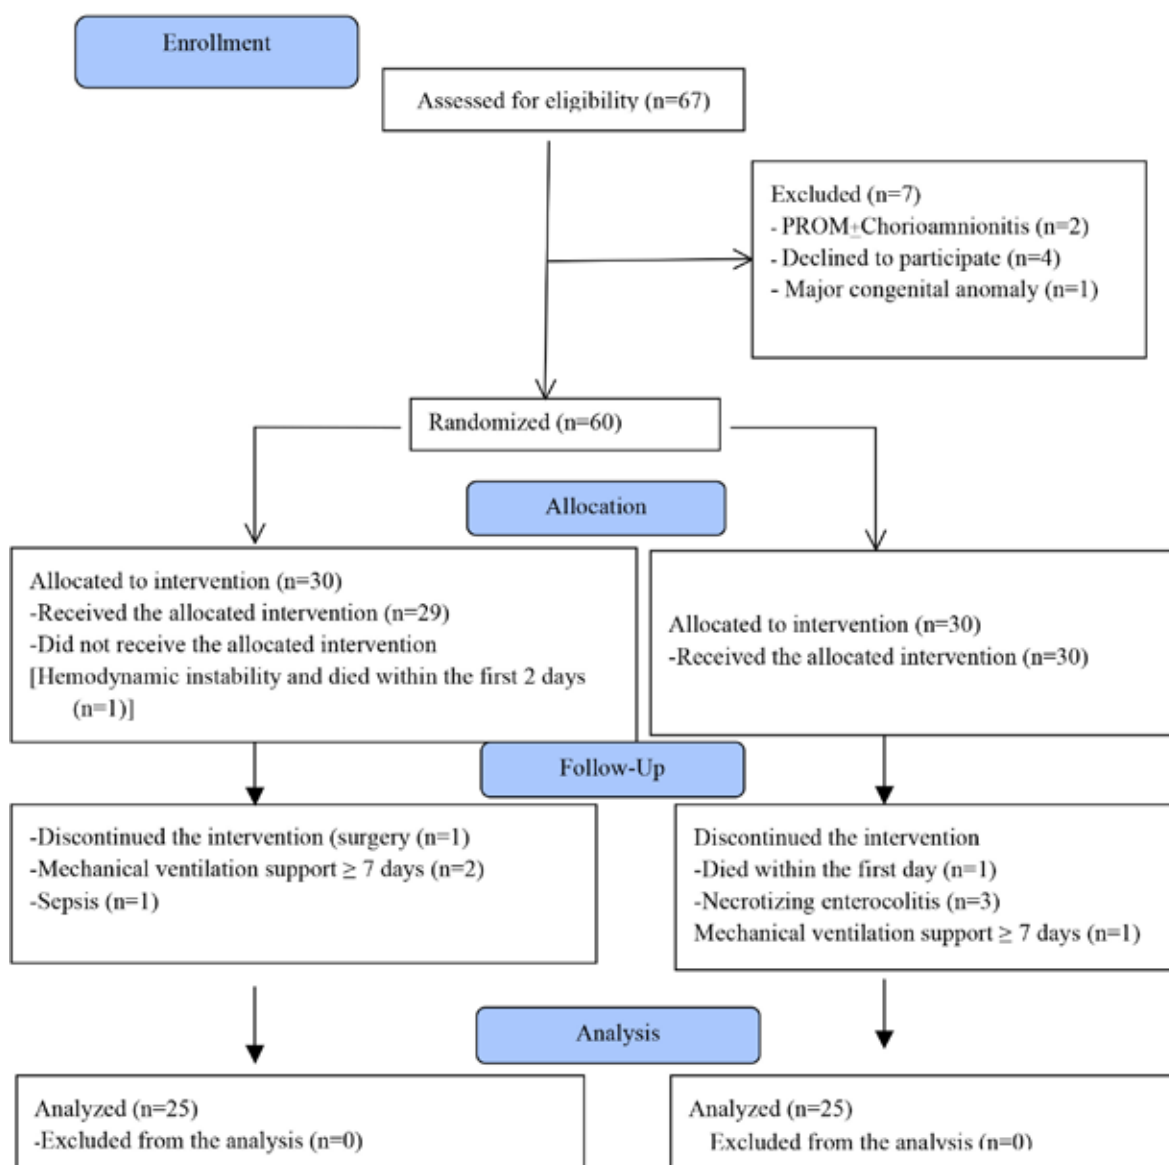 Enrollment
Assessed for eligibility (n=67)
Excluded (n=7)
- PROM±Chorioamnionitis (n=2)
- Declined to participate (n=4)
- Major congenital anomaly (n=1)
Randomized (n=60)
Allocation
Allocated to intervention (n=30)
-Received the allocated intervention (n=29)
-Did not receive the allocated intervention
[Hemodynamic instability and died within the first 2 days
(n=1)]
Allocated to intervention (n=30)
-Received the allocated intervention (n=30)
Follow-Up
-Discontinued the intervention (surgery (n=1)
-Mechanical ventilation support ≥ 7 days (n=2)
-Sepsis (n=1)
Discontinued the intervention
-Died within the first day (n=1)
-Necrotizing enterocolitis (n=3)
Mechanical ventilation support ≥ 7 days (n=1)
Analysis
Analyzed (n=25)
-Excluded from the analysis (n=0)
Analyzed (n=25)
Excluded from the analysis (n=0)